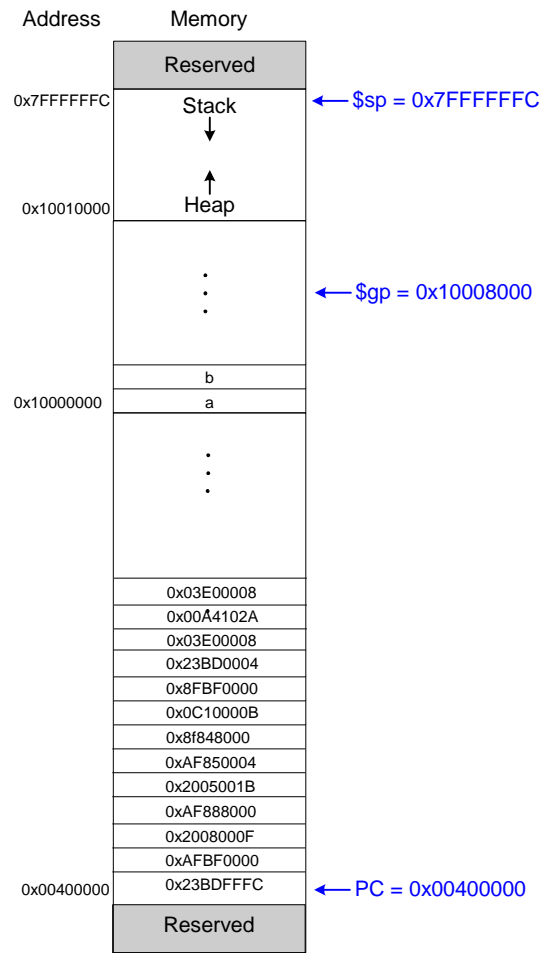 Address Memory
Reserved
0x7FFFFFFC Stack $sp = 0x7FFFFFFC
0x10010000 Heap
$gp = 0x10008000
b
0x10000000 a
0x03E00008
0x00A4102A
0x03E00008
0x23BD0004
0x8FBF0000
0x0C10000B
0x8f848000
0xAF850004
0x2005001B
0xAF888000
0x2008000F
0xAFBF0000
0x00400000 0x23BDFFFC PC = 0x00400000
Reserved